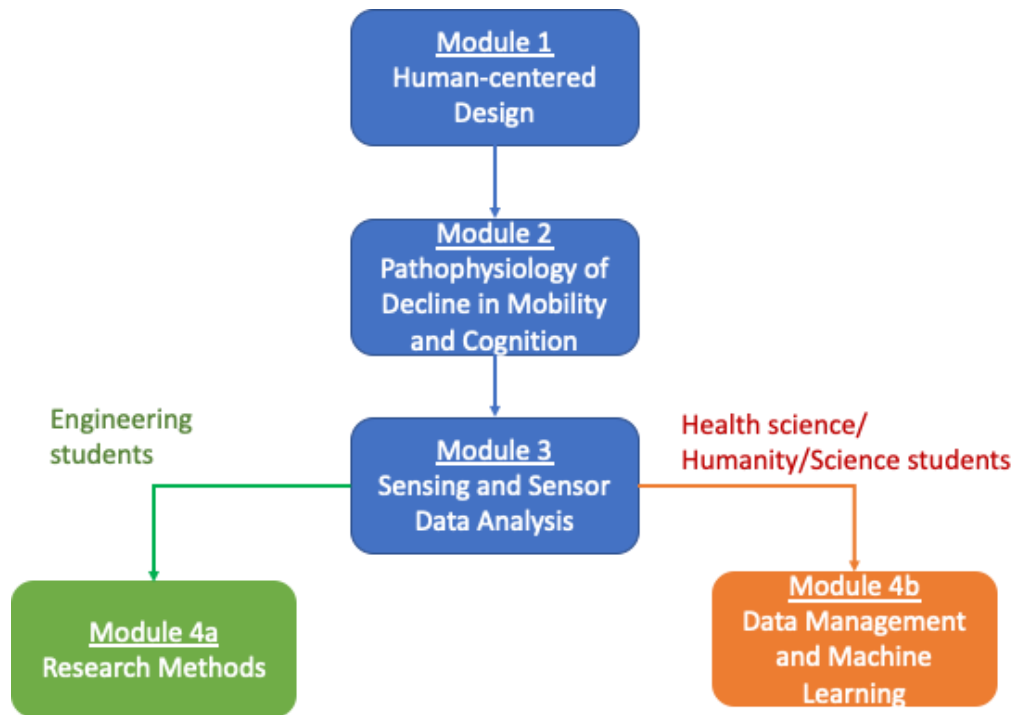 Module 1
Human-centered
Design
Module 2
Pathophysiology of
Decline in Mobility
and Cognition
Engineering
students
Module 3
Sensing and Sensor
Data Analysis
Health science/
Humanity/Science students
Module 4a
Research Methods
Module 4b
Data Management
and Machine
Learning